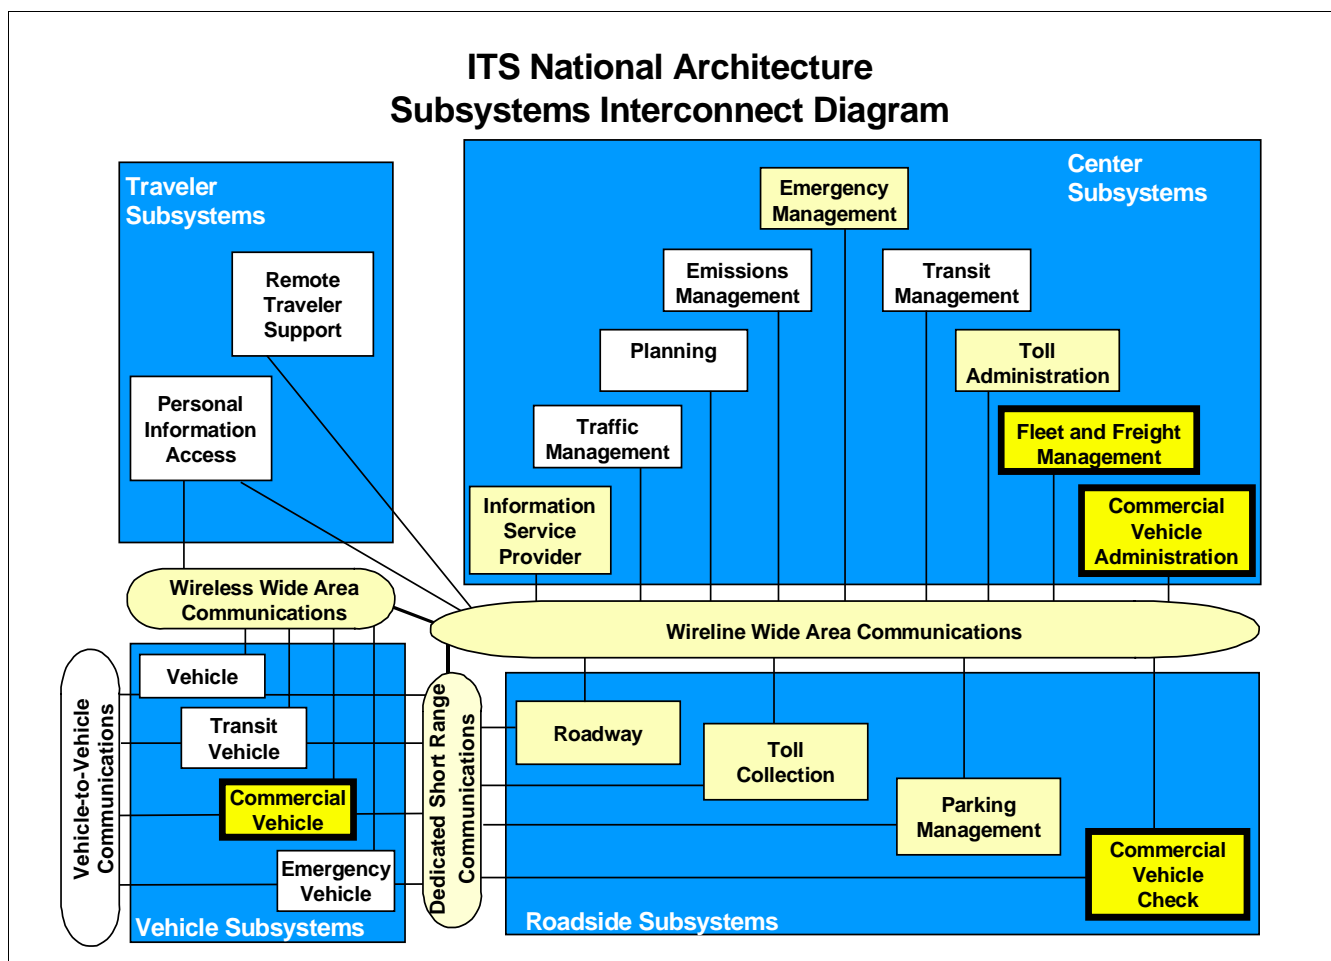 ITS National Architecture
Subsystems Interconnect Diagram
Traveler
Subsystems
Remote
Traveler
Support
Personal
Information
Access
Center
Subsystems
Emergency
Management
Emissions
Management
Transit
Management
Planning
Toll
Administration
Traffic
Management
Fleet and Freight
Management
Information
Service
Provider
Commercial
Vehicle
Administration
Wireless Wide Area
Communications
Wireline Wide Area Communications
Vehicle-to-Vehicle
Communications
Vehicle
Transit
Vehicle
Commercial
Vehicle
Emergency
Vehicle
Vehicle Subsystems
Dedicated Short Range
Communications
Roadway
Toll
Collection
Parking
Management
Commercial
Vehicle
Check
Roadside Subsystems